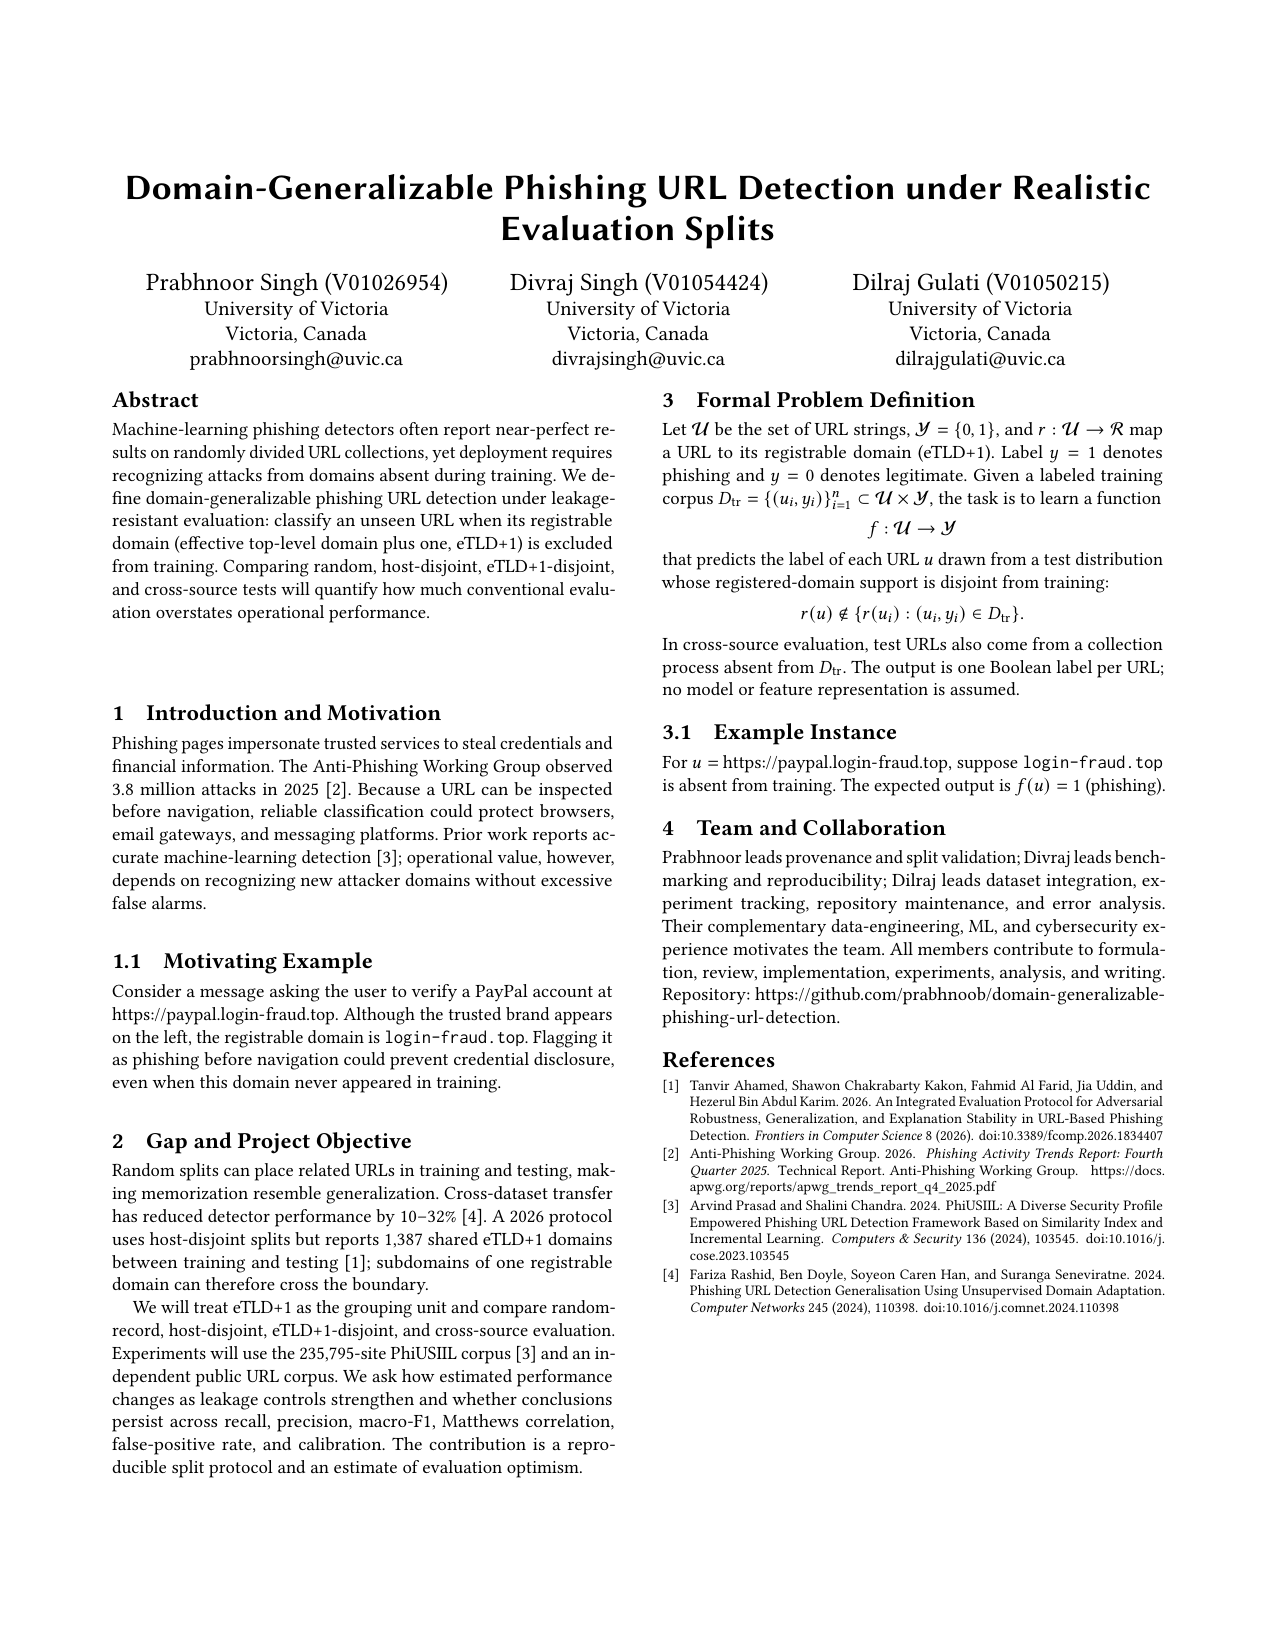 Domain-Generalizable Phishing URL Detection under Realistic
Evaluation Splits
Prabhnoor Singh (V01026954)
University of Victoria
Victoria, Canada
prabhnoorsingh@uvic.ca
Divraj Singh (V01054424)
University of Victoria
Victoria, Canada
divrajsingh@uvic.ca
Dilraj Gulati (V01050215)
University of Victoria
Victoria, Canada
dilrajgulati@uvic.ca
Abstract
Machine-learning phishing detectors often report near-perfect re-
sults on randomly divided URL collections, yet deployment requires
recognizing attacks from domains absent during training. We de-
fine domain-generalizable phishing URL detection under leakage-
resistant evaluation: classify an unseen URL when its registrable
domain (effective top-level domain plus one, eTLD+1) is excluded
from training. Comparing random, host-disjoint, eTLD+1-disjoint,
and cross-source tests will quantify how much conventional evalu-
ation overstates operational performance.
1 Introduction and Motivation
Phishing pages impersonate trusted services to steal credentials and
financial information. The Anti-Phishing Working Group observed
3.8 million attacks in 2025 [2]. Because a URL can be inspected
before navigation, reliable classification could protect browsers,
email gateways, and messaging platforms. Prior work reports ac-
curate machine-learning detection [3]; operational value, however,
depends on recognizing new attacker domains without excessive
false alarms.
1.1 Motivating Example
Consider a message asking the user to verify a PayPal account at
https://paypal.login-fraud.top. Although the trusted brand appears
on the left, the registrable domain is login-fraud.top. Flagging it
as phishing before navigation could prevent credential disclosure,
even when this domain never appeared in training.
2 Gap and Project Objective
Random splits can place related URLs in training and testing, mak-
ing memorization resemble generalization. Cross-dataset transfer
has reduced detector performance by 10–32% [4]. A 2026 protocol
uses host-disjoint splits but reports 1,387 shared eTLD+1 domains
between training and testing [1]; subdomains of one registrable
domain can therefore cross the boundary.
We will treat eTLD+1 as the grouping unit and compare random-
record, host-disjoint, eTLD+1-disjoint, and cross-source evaluation.
Experiments will use the 235,795-site PhiUSIIL corpus [3] and an in-
dependent public URL corpus. We ask how estimated performance
changes as leakage controls strengthen and whether conclusions
persist across recall, precision, macro-F1, Matthews correlation,
false-positive rate, and calibration. The contribution is a repro-
ducible split protocol and an estimate of evaluation optimism.
3 Formal Problem Definition
Let 𝒰 be the set of URL strings, 𝒴 = {0, 1}, and r : 𝒰 → ℛ map
a URL to its registrable domain (eTLD+1). Label y = 1 denotes
phishing and y = 0 denotes legitimate. Given a labeled training
corpus D_tr = {(u_i, y_i)}_{i=1}^n ⊂ 𝒰 × 𝒴, the task is to learn a function
f : 𝒰 → 𝒴
that predicts the label of each URL u drawn from a test distribution
whose registered-domain support is disjoint from training:
r(u) ∉ {r(u_i) : (u_i, y_i) ∈ D_tr}.
In cross-source evaluation, test URLs also come from a collection
process absent from D_tr. The output is one Boolean label per URL;
no model or feature representation is assumed.
3.1 Example Instance
For u = https://paypal.login-fraud.top, suppose login-fraud.top
is absent from training. The expected output is f(u) = 1 (phishing).
4 Team and Collaboration
Prabhnoor leads provenance and split validation; Divraj leads bench-
marking and reproducibility; Dilraj leads dataset integration, ex-
periment tracking, repository maintenance, and error analysis.
Their complementary data-engineering, ML, and cybersecurity ex-
perience motivates the team. All members contribute to formula-
tion, review, implementation, experiments, analysis, and writing.
Repository: https://github.com/prabhnoob/domain-generalizable-
phishing-url-detection.
References
[1] Tanvir Ahamed, Shawon Chakrabarty Kakon, Fahmid Al Farid, Jia Uddin, and
Hezerul Bin Abdul Karim. 2026. An Integrated Evaluation Protocol for Adversarial
Robustness, Generalization, and Explanation Stability in URL-Based Phishing
Detection. Frontiers in Computer Science 8 (2026). doi:10.3389/fcomp.2026.1834407
[2] Anti-Phishing Working Group. 2026. Phishing Activity Trends Report: Fourth
Quarter 2025. Technical Report. Anti-Phishing Working Group. https://docs.
apwg.org/reports/apwg_trends_report_q4_2025.pdf
[3] Arvind Prasad and Shalini Chandra. 2024. PhiUSIIL: A Diverse Security Profile
Empowered Phishing URL Detection Framework Based on Similarity Index and
Incremental Learning. Computers & Security 136 (2024), 103545. doi:10.1016/j.
cose.2023.103545
[4] Fariza Rashid, Ben Doyle, Soyeon Caren Han, and Suranga Seneviratne. 2024.
Phishing URL Detection Generalisation Using Unsupervised Domain Adaptation.
Computer Networks 245 (2024), 110398. doi:10.1016/j.comnet.2024.110398